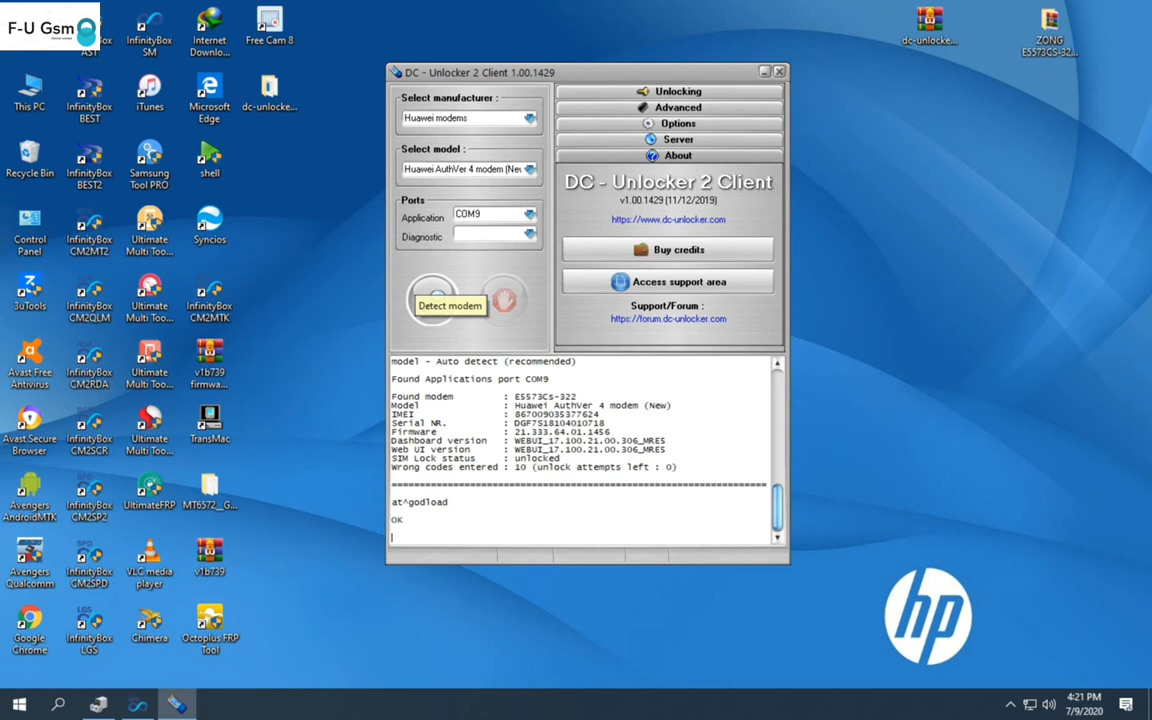 F-U Gsm
AST
InfinityBox
SM
Internet
Downlo...
Free Cam 8
dc-unlocke...
ZONG
E5573CS-32...
This PC
InfinityBox
BEST
iTunes
Microsoft
Edge
dc-unlocke...
Recycle Bin
InfinityBox
BEST2
Samsung
Tool PRO
shell
Control
Panel
InfinityBox
CM2MT2
Ultimate
Multi Too...
Syncios
3uTools
InfinityBox
CM2QLM
Ultimate
Multi Too...
InfinityBox
CM2MTK
Avast Free
Antivirus
InfinityBox
CM2RDA
Ultimate
Multi Too...
v1b739
firmwa...
Avast Secure
Browser
InfinityBox
CM2SCR
Ultimate
Multi Too...
TransMac
Avengers
AndroidMTK
InfinityBox
CM2SP2
UltimateFRP
MT6572__G...
Avengers
Qualcomm
SPD
InfinityBox
CM2SPD
VLC media
player
v1b739
Google
Chrome
LGS
InfinityBox
LGS
Chimera
Octoplus FRP
Tool
DC - Unlocker 2 Client 1.00.1429
Select manufacturer :
Huawei modems
Select model :
Huawei AuthVer 4 modem (Nev
Ports
Application
COM9
Diagnostic
Detect modem
Unlocking
Advanced
Options
Server
About
DC - Unlocker 2 Client
v1.00.1429 (11/12/2019)
https://www.dc-unlocker.com
Buy credits
Access support area
Support/Forum :
https://forum.dc-unlocker.com
model - Auto detect (recommended)
Found Applications port COM9
Found modem : E5573Cs-322
Model : Huawei AuthVer 4 modem (New)
IMEI : 867009035377624
Serial NR. : DGF7S18104010718
Firmware : 21.333.64.01.1456
Dashboard version : WEBUI_17.100.21.00.306_MRE5
Web UI version : WEBUI_17.100.21.00.306_MRE5
SIM Lock status : unlocked
Wrong codes entered : 10 (unlock attempts left : 0)
===================================================================
at^godload
OK
hp
4:21 PM
7/9/2020